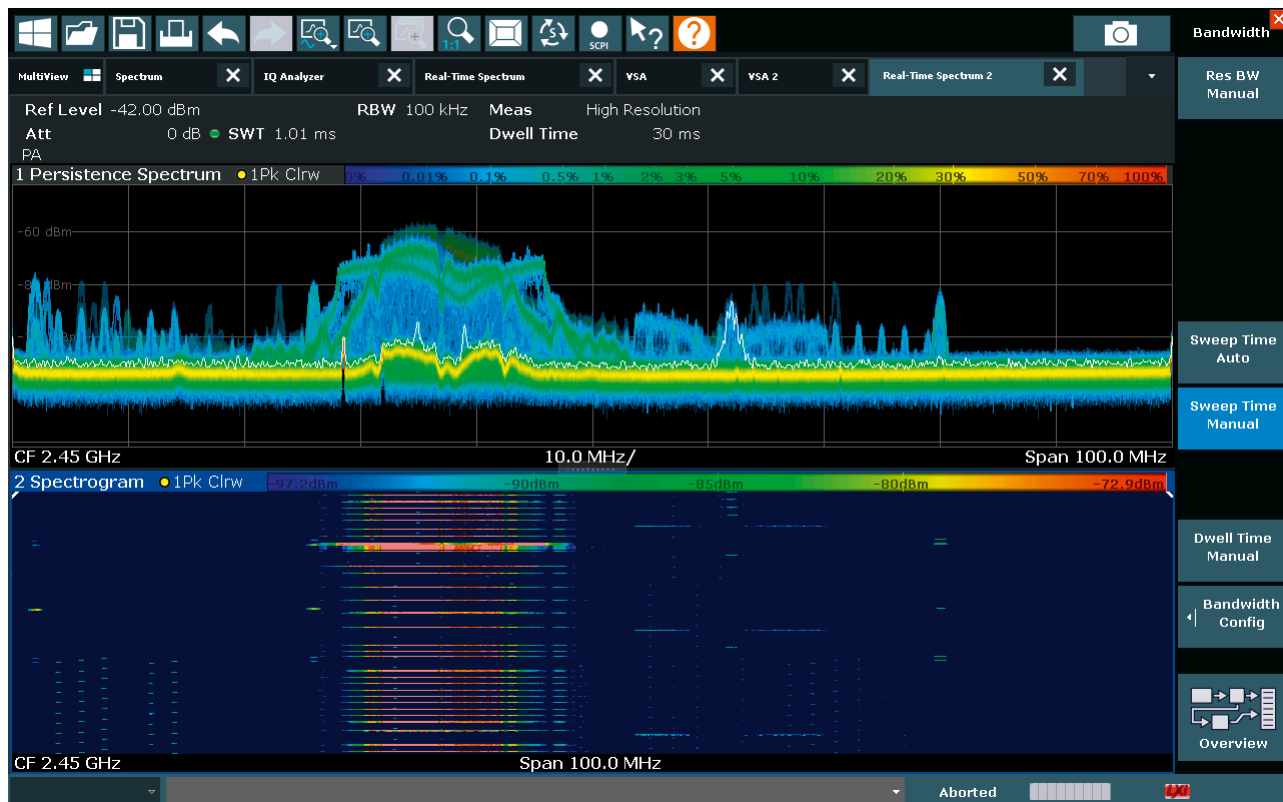 1:1 S SCPI ? ? Bandwidth
MultiView Spectrum IQ Analyzer Real-Time Spectrum VSA VSA 2 Real-Time Spectrum 2
Res BW
Manual
Ref Level -42.00 dBm RBW 100 kHz Meas High Resolution
Att 0 dB SWT 1.01 ms Dwell Time 30 ms
PA
1 Persistence Spectrum 1Pk Clrw 0% 0.01% 0.1% 0.5% 1% 2% 3% 5% 10% 20% 30% 50% 70% 100%
-60 dBm
Sweep Time
Auto
Sweep Time
Manual
CF 2.45 GHz 10.0 MHz/ Span 100.0 MHz
2 Spectrogram 1Pk Clrw -97.2dBm -90dBm -85dBm -80dBm -72.9dBm
Dwell Time
Manual
Bandwidth
Config
Overview
CF 2.45 GHz Span 100.0 MHz
Aborted LXI